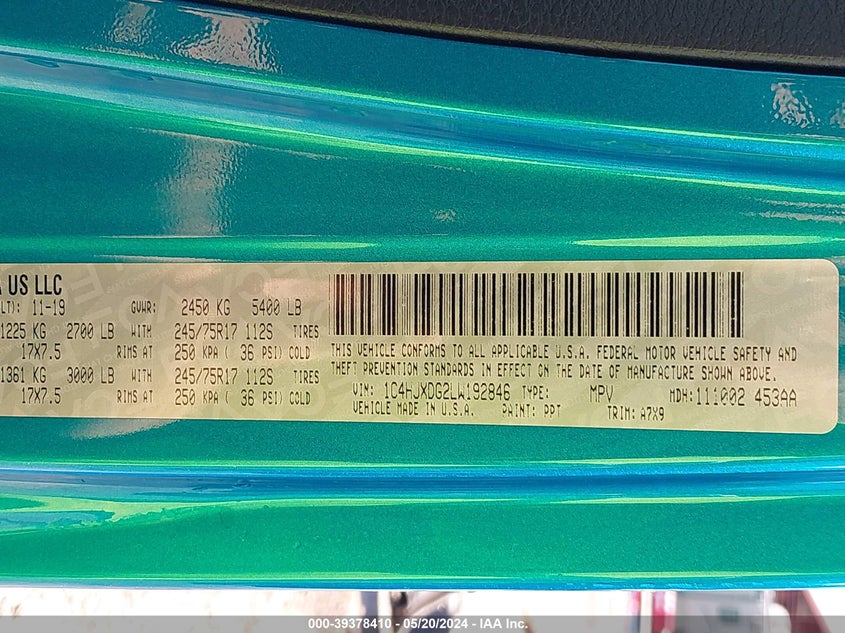 A US LLC
LT): 11-19 GVWR: 2450 KG 5400 LB
1225 KG 2700 LB WITH 245/75R17 112S TIRES
17X7.5 RIMS AT 250 KPA ( 36 PSI) COLD
1361 KG 3000 LB WITH 245/75R17 112S TIRES
17X7.5 RIMS AT 250 KPA ( 36 PSI) COLD
THIS VEHICLE CONFORMS TO ALL APPLICABLE U.S.A. FEDERAL MOTOR VEHICLE SAFETY AND
THEFT PREVENTION STANDARDS IN EFFECT ON THE DATE OF MANUFACTURE SHOWN ABOVE.
VIN: 1C4HJXDG2LW192846 TYPE: MPV MDH: 111002 453AA
VEHICLE MADE IN U.S.A. PAINT: PPT TRIM: A7X9
000-39378410 - 05/20/2024 - IAA Inc.